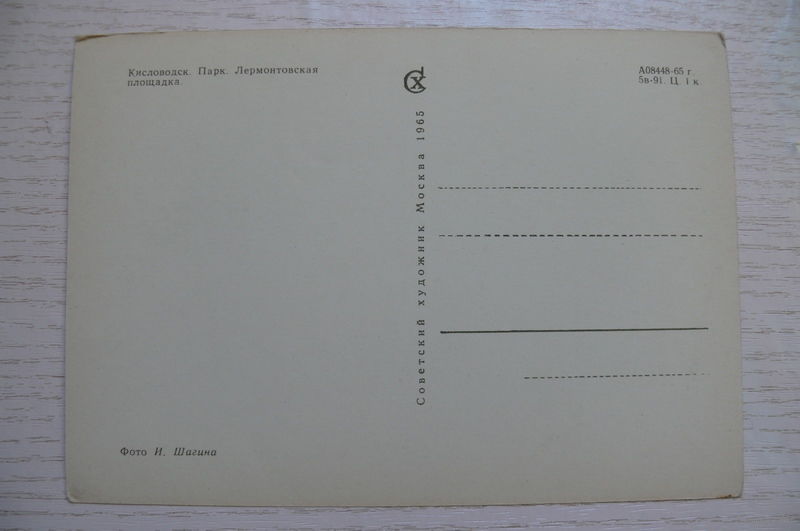 Кисловодск. Парк. Лермонтовская
площадка.
СХ
А08448-65 г.
5в-91. Ц. 1 к
Советский художник Москва 1965
Фото И. Шагина